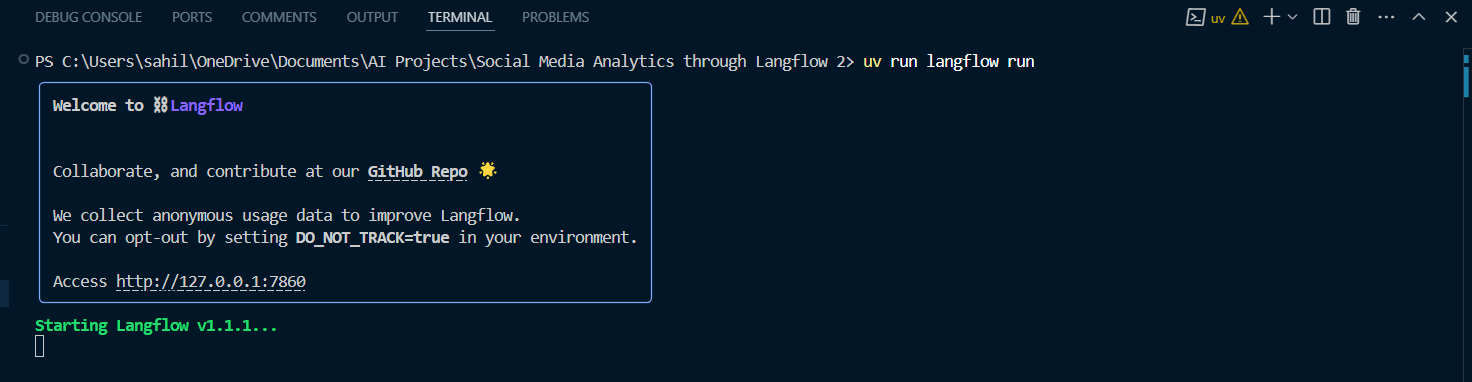 DEBUG CONSOLE PORTS COMMENTS OUTPUT TERMINAL PROBLEMS uv
PS C:\Users\sahil\OneDrive\Documents\AI Projects\Social Media Analytics through Langflow 2> uv run langflow run
Welcome to ⛓Langflow
Collaborate, and contribute at our GitHub Repo 🌟
We collect anonymous usage data to improve Langflow.
You can opt-out by setting DO_NOT_TRACK=true in your environment.
Access http://127.0.0.1:7860
Starting Langflow v1.1.1...